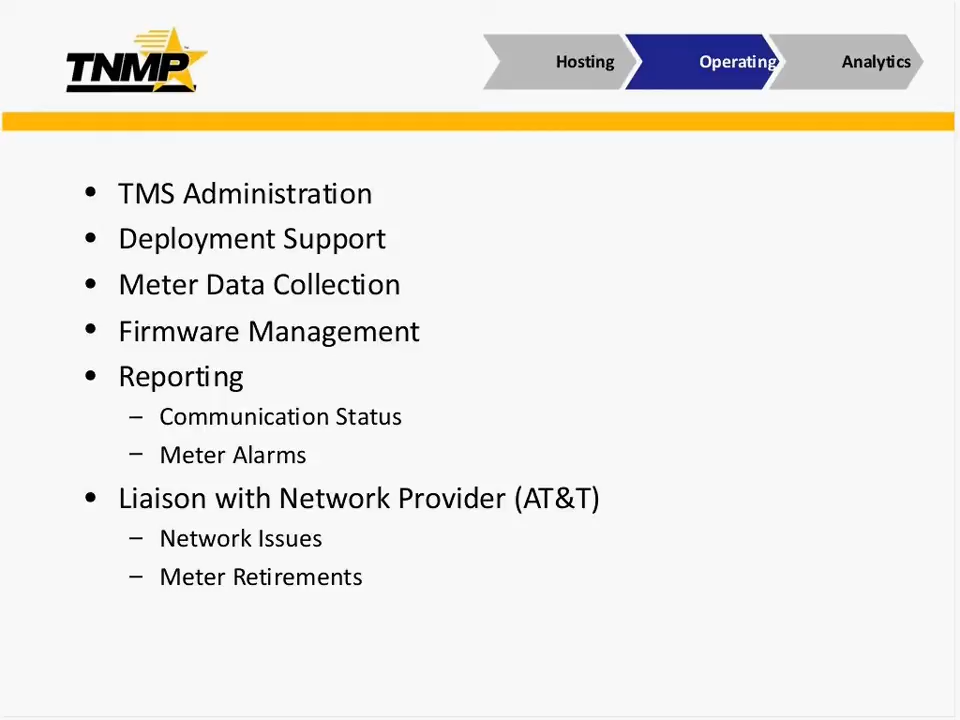 TNMP™
Hosting
Operating
Analytics
• TMS Administration
• Deployment Support
• Meter Data Collection
• Firmware Management
• Reporting
– Communication Status
– Meter Alarms
• Liaison with Network Provider (AT&T)
– Network Issues
– Meter Retirements